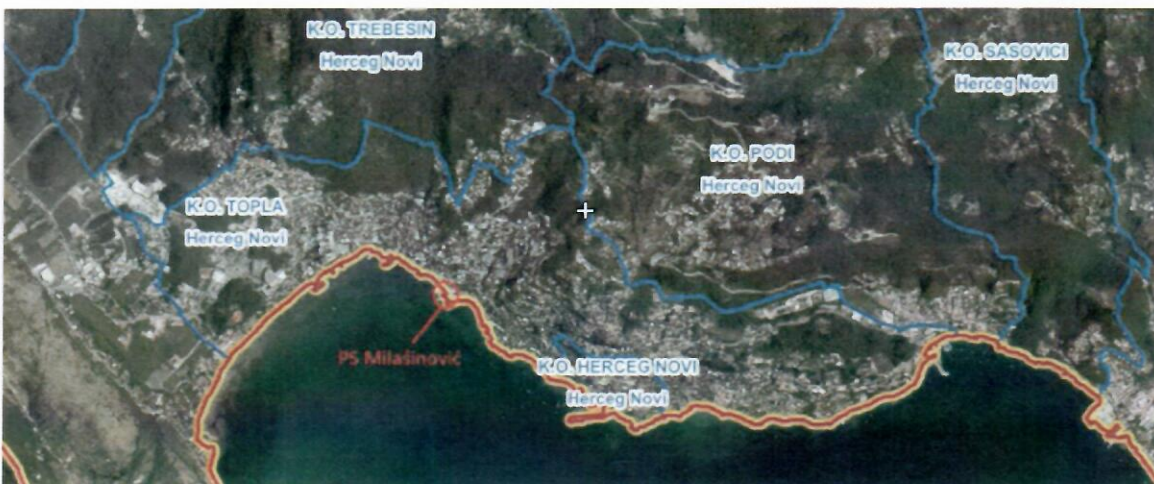 K.O. TREBESIN
Herceg Novi
K.O. SASOVICI
Herceg Novi
K.O. PODI
Herceg Novi
K.O. TOPLA
Herceg Novi
PS Milašinović
K.O. HERCEG NOVI
Herceg Novi